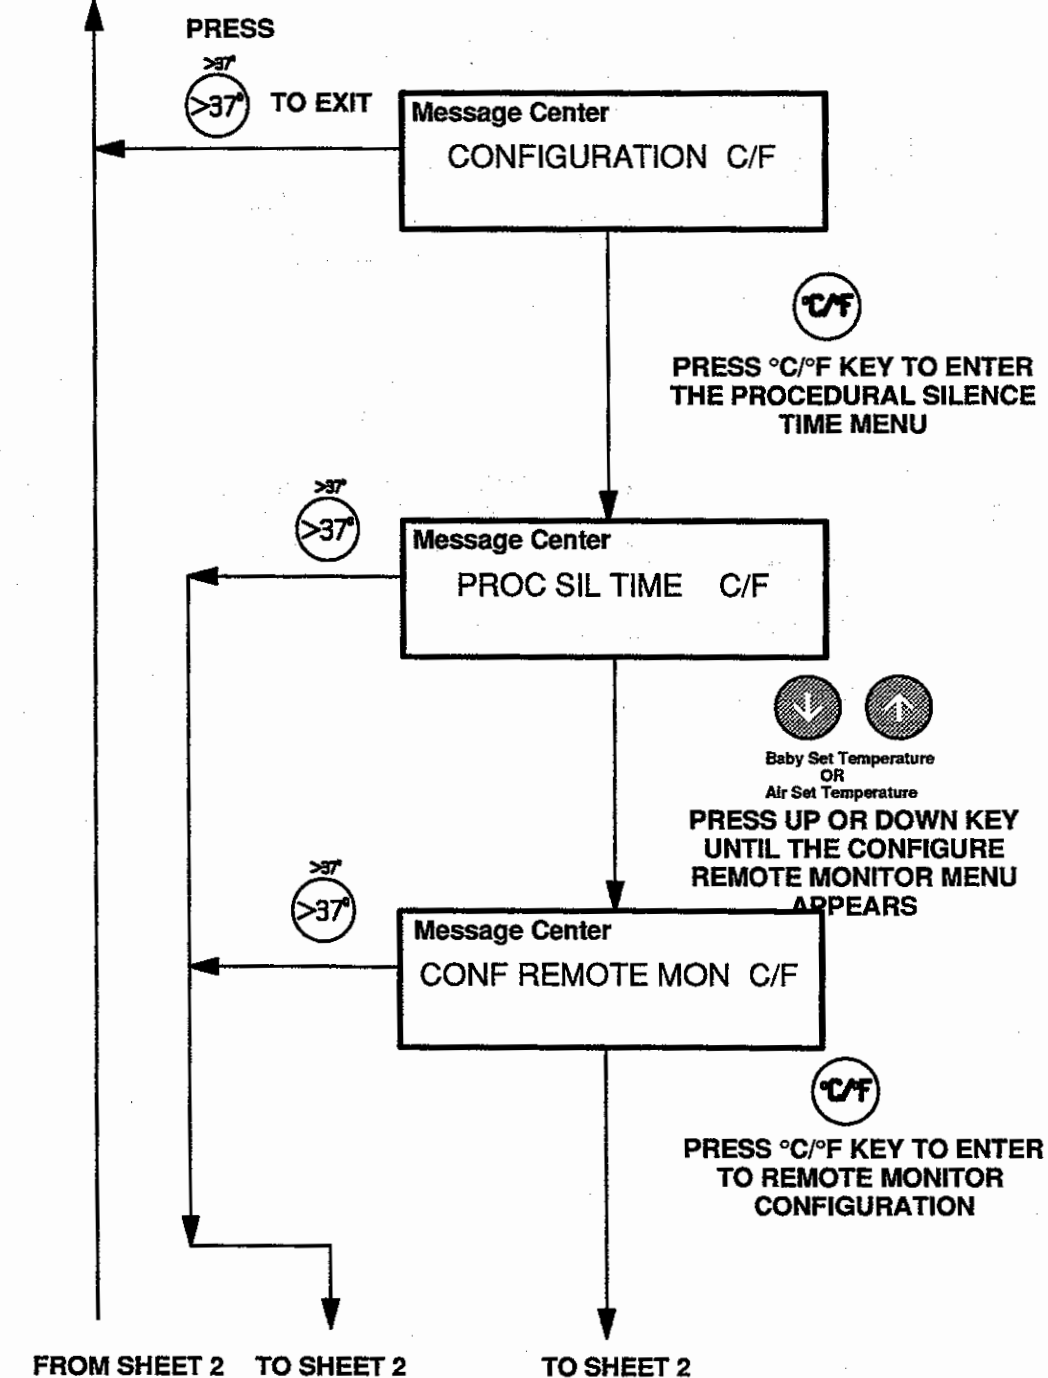 PRESS
>37°
>37° TO EXIT
Message Center
CONFIGURATION C/F
°C/°F
PRESS °C/°F KEY TO ENTER
THE PROCEDURAL SILENCE
TIME MENU
>37°
>37°
Message Center
PROC SIL TIME C/F
Baby Set Temperature
OR
Air Set Temperature
PRESS UP OR DOWN KEY
UNTIL THE CONFIGURE
REMOTE MONITOR MENU
APPEARS
>37°
>37°
Message Center
CONF REMOTE MON C/F
°C/°F
PRESS °C/°F KEY TO ENTER
TO REMOTE MONITOR
CONFIGURATION
FROM SHEET 2 TO SHEET 2 TO SHEET 2